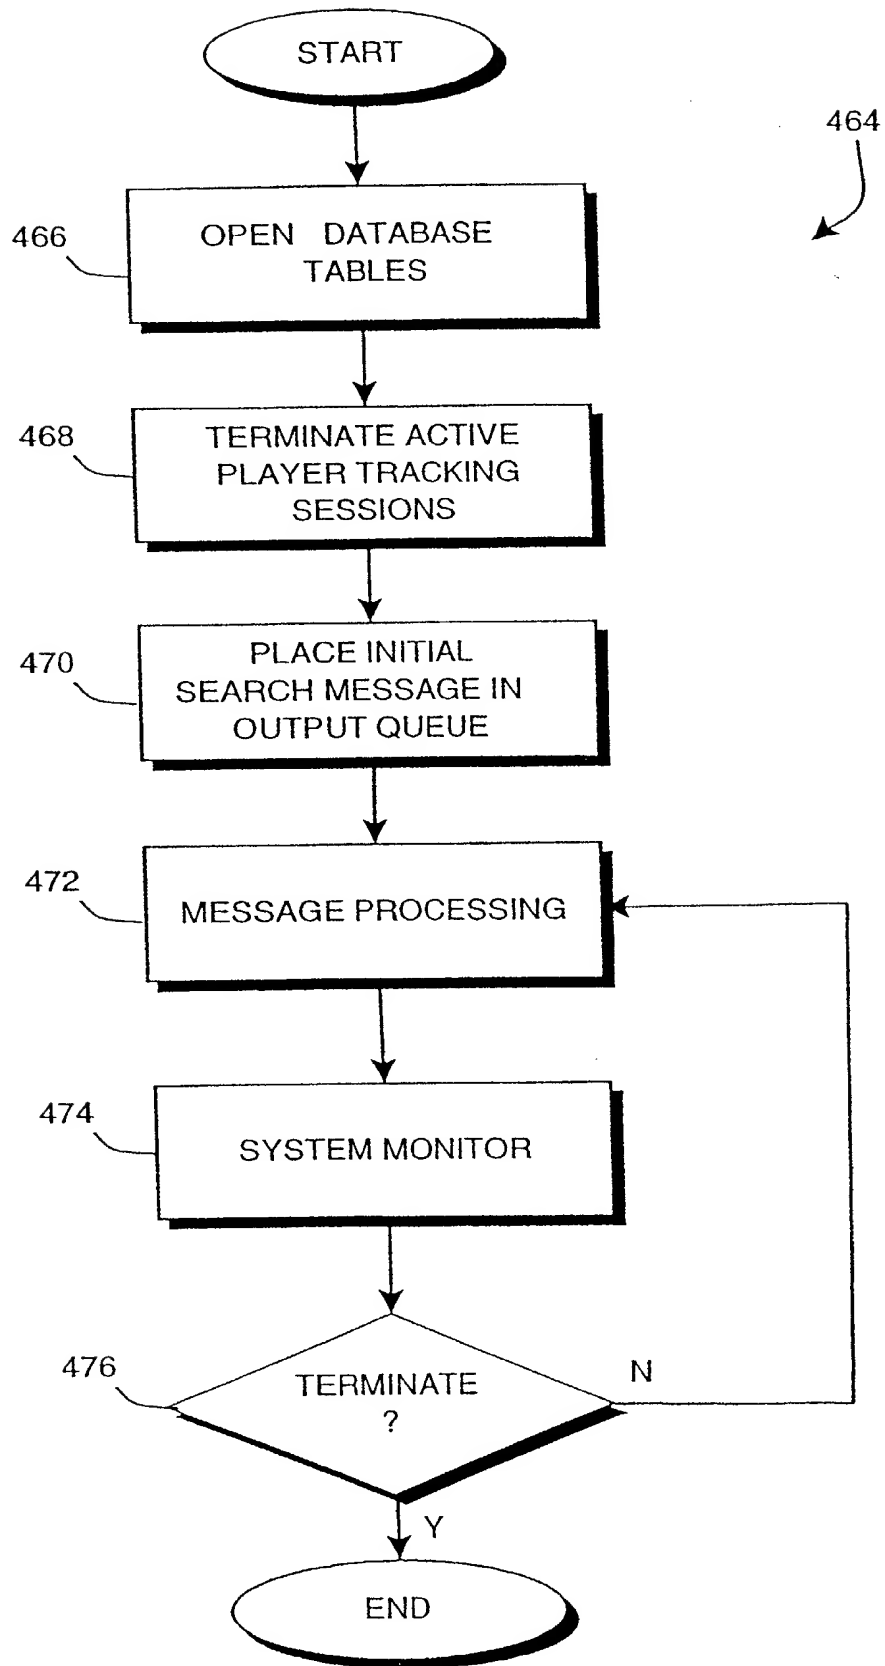 START
464
466
OPEN DATABASE
TABLES
468
TERMINATE ACTIVE
PLAYER TRACKING
SESSIONS
470
PLACE INITIAL
SEARCH MESSAGE IN
OUTPUT QUEUE
472
MESSAGE PROCESSING
474
SYSTEM MONITOR
476
TERMINATE
?
N
Y
END